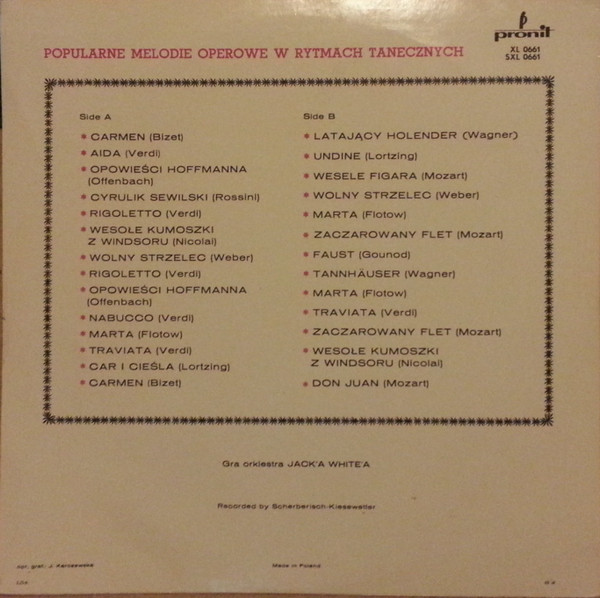 pronit
XL 0661
SXL 0661
POPULARNE MELODIE OPEROWE W RYTMACH TANECZNYCH
Side A
* CARMEN (Bizet)
* AIDA (Verdi)
* OPOWIEŚCI HOFFMANNA
(Offenbach)
* CYRULIK SEWILSKI (Rossini)
* RIGOLETTO (Verdi)
* WESOŁE KUMOSZKI
Z WINDSORU (Nicolai)
* WOLNY STRZELEC (Weber)
* RIGOLETTO (Verdi)
* OPOWIEŚCI HOFFMANNA
(Offenbach)
* NABUCCO (Verdi)
* MARTA (Flotow)
* TRAVIATA (Verdi)
* CAR I CIEŚLA (Lortzing)
* CARMEN (Bizet)
Side B
* LATAJĄCY HOLENDER (Wagner)
* UNDINE (Lortzing)
* WESELE FIGARA (Mozart)
* WOLNY STRZELEC (Weber)
* MARTA (Flotow)
* ZACZAROWANY FLET (Mozart)
* FAUST (Gounod)
* TANNHÄUSER (Wagner)
* MARTA (Flotow)
* TRAVIATA (Verdi)
* ZACZAROWANY FLET (Mozart)
* WESOŁE KUMOSZKI
Z WINDSORU (Nicolai)
* DON JUAN (Mozart)
Gra orkiestra JACK'A WHITE'A
Recorded by Scherberisch-Kiesewetter
graf: J. Karczewska
Made in Poland